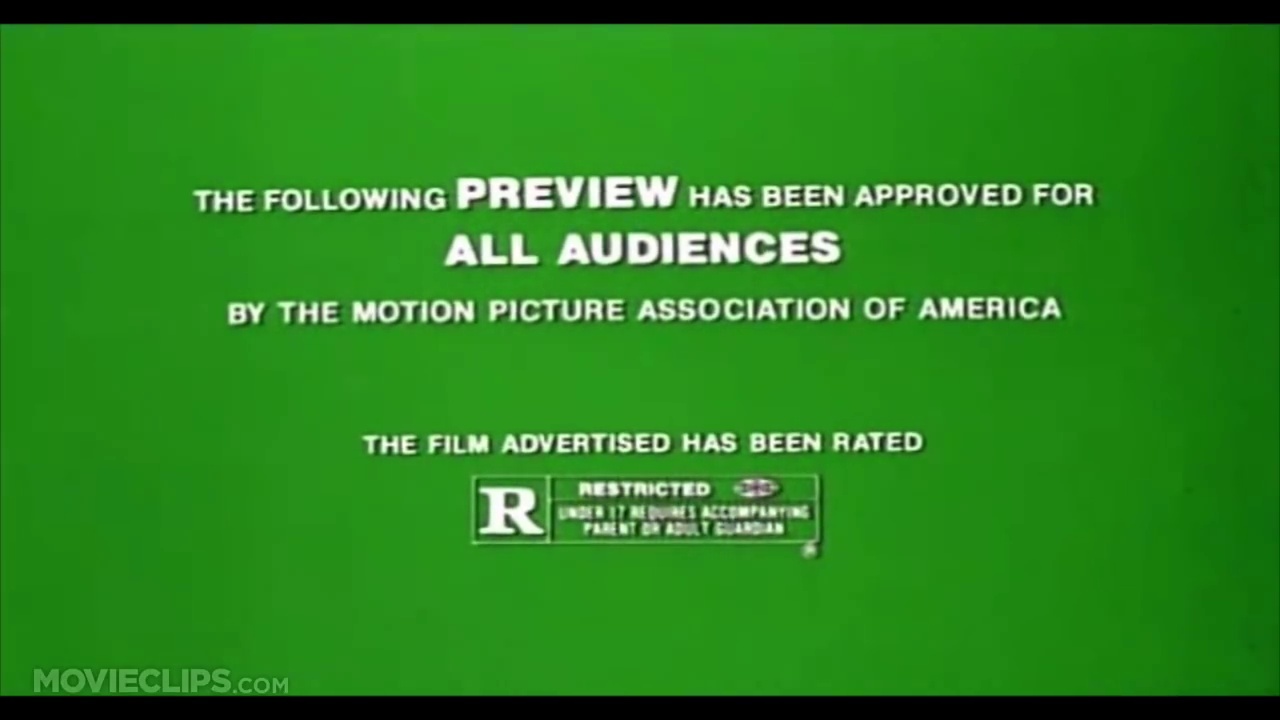 THE FOLLOWING PREVIEW HAS BEEN APPROVED FOR
ALL AUDIENCES
BY THE MOTION PICTURE ASSOCIATION OF AMERICA
THE FILM ADVERTISED HAS BEEN RATED
R
RESTRICTED
UNDER 17 REQUIRES ACCOMPANYING
PARENT OR ADULT GUARDIAN
MOVIECLIPS.COM